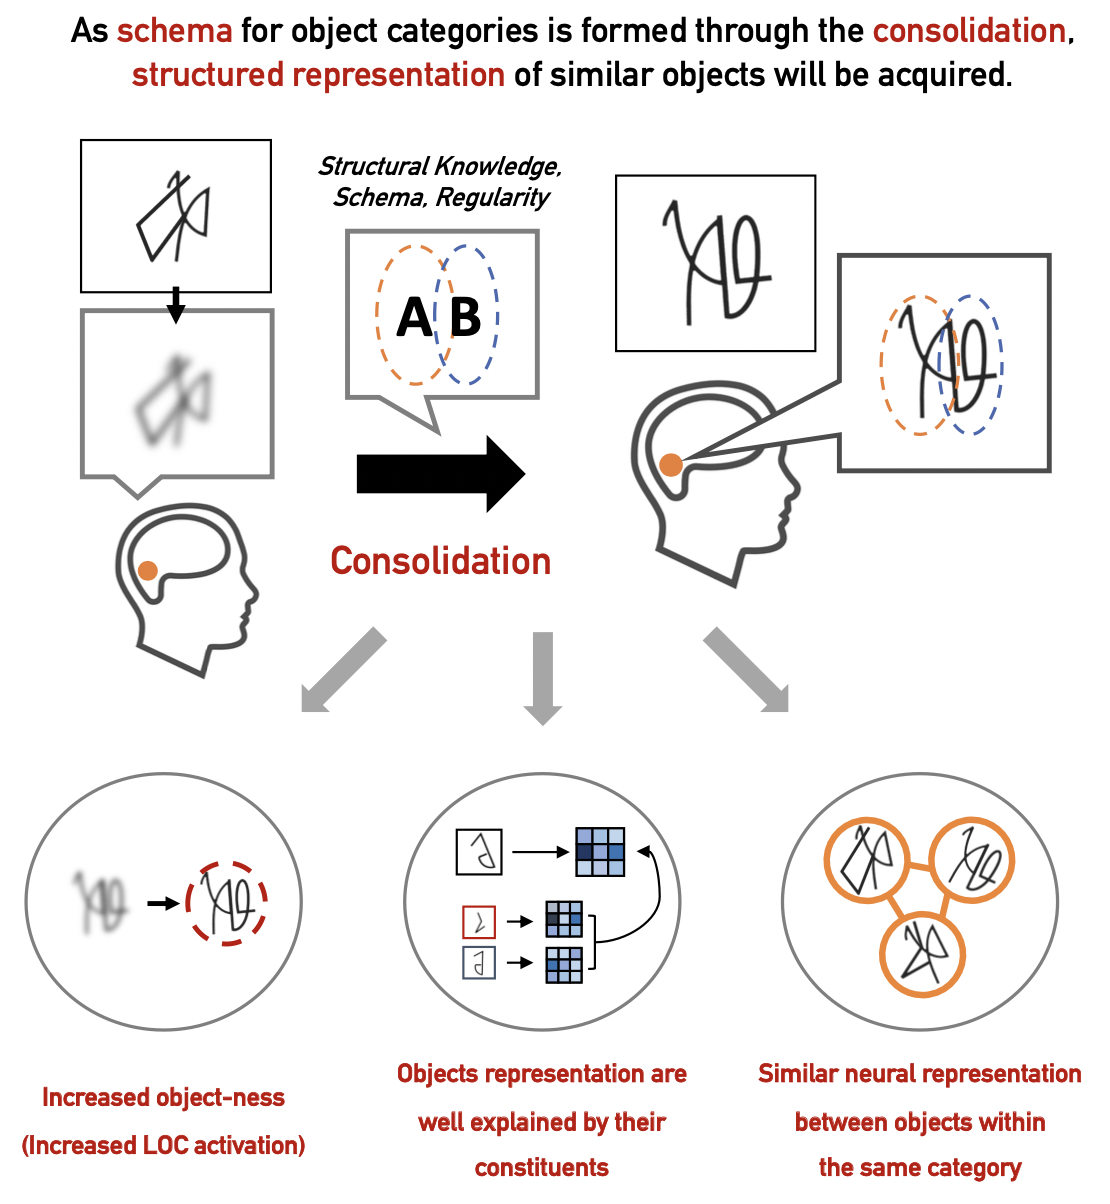 As schema for object categories is formed through the consolidation,
structured representation of similar objects will be acquired.
Structural Knowledge,
Schema, Regularity
A B
Consolidation
Increased object-ness
(Increased LOC activation)
Objects representation are
well explained by their
constituents
Similar neural representation
between objects within
the same category